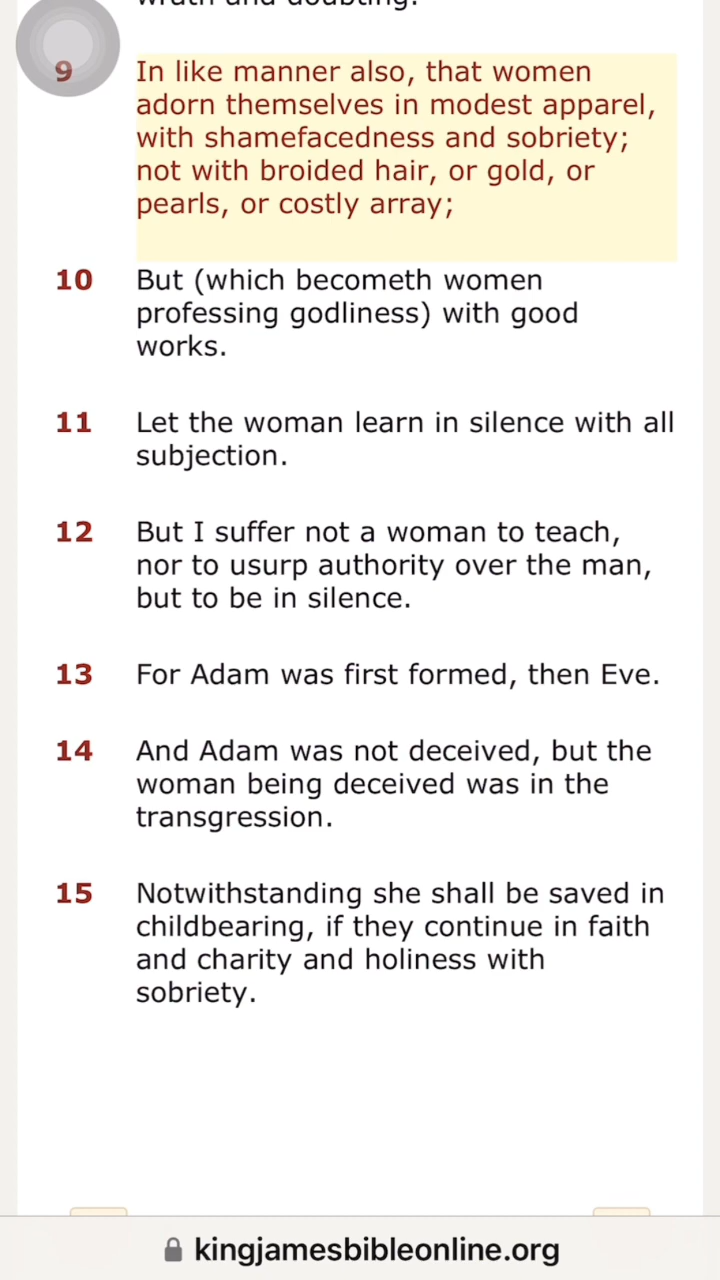 wrath and doubting.
9 In like manner also, that women
adorn themselves in modest apparel,
with shamefacedness and sobriety;
not with broided hair, or gold, or
pearls, or costly array;
10 But (which becometh women
professing godliness) with good
works.
11 Let the woman learn in silence with all
subjection.
12 But I suffer not a woman to teach,
nor to usurp authority over the man,
but to be in silence.
13 For Adam was first formed, then Eve.
14 And Adam was not deceived, but the
woman being deceived was in the
transgression.
15 Notwithstanding she shall be saved in
childbearing, if they continue in faith
and charity and holiness with
sobriety.
kingjamesbibleonline.org